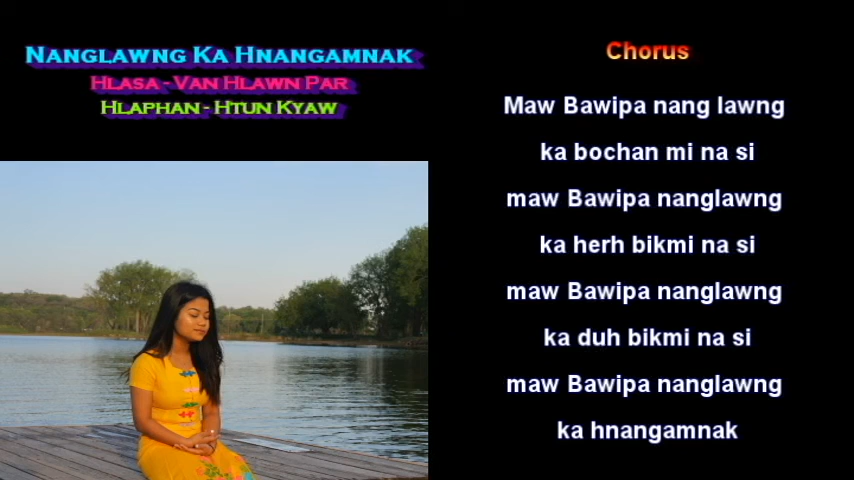 Nanglawng Ka Hnangamnak
Hlasa - Van Hlawn Par
Hlaphan - Htun Kyaw
Chorus
Maw Bawipa nang lawng
ka bochan mi na si
maw Bawipa nanglawng
ka herh bikmi na si
maw Bawipa nanglawng
ka duh bikmi na si
maw Bawipa nanglawng
ka hnangamnak